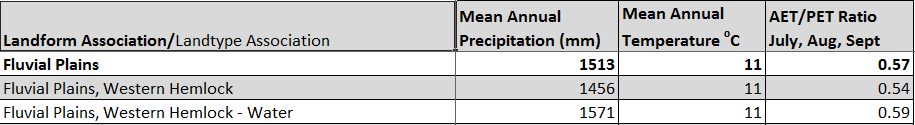 Landform Association/Landtype Association Mean Annual Precipitation (mm) Mean Annual Temperature ⁰C AET/PET Ratio July, Aug, Sept
Fluvial Plains 1513 11 0.57
Fluvial Plains, Western Hemlock 1456 11 0.54
Fluvial Plains, Western Hemlock - Water 1571 11 0.59